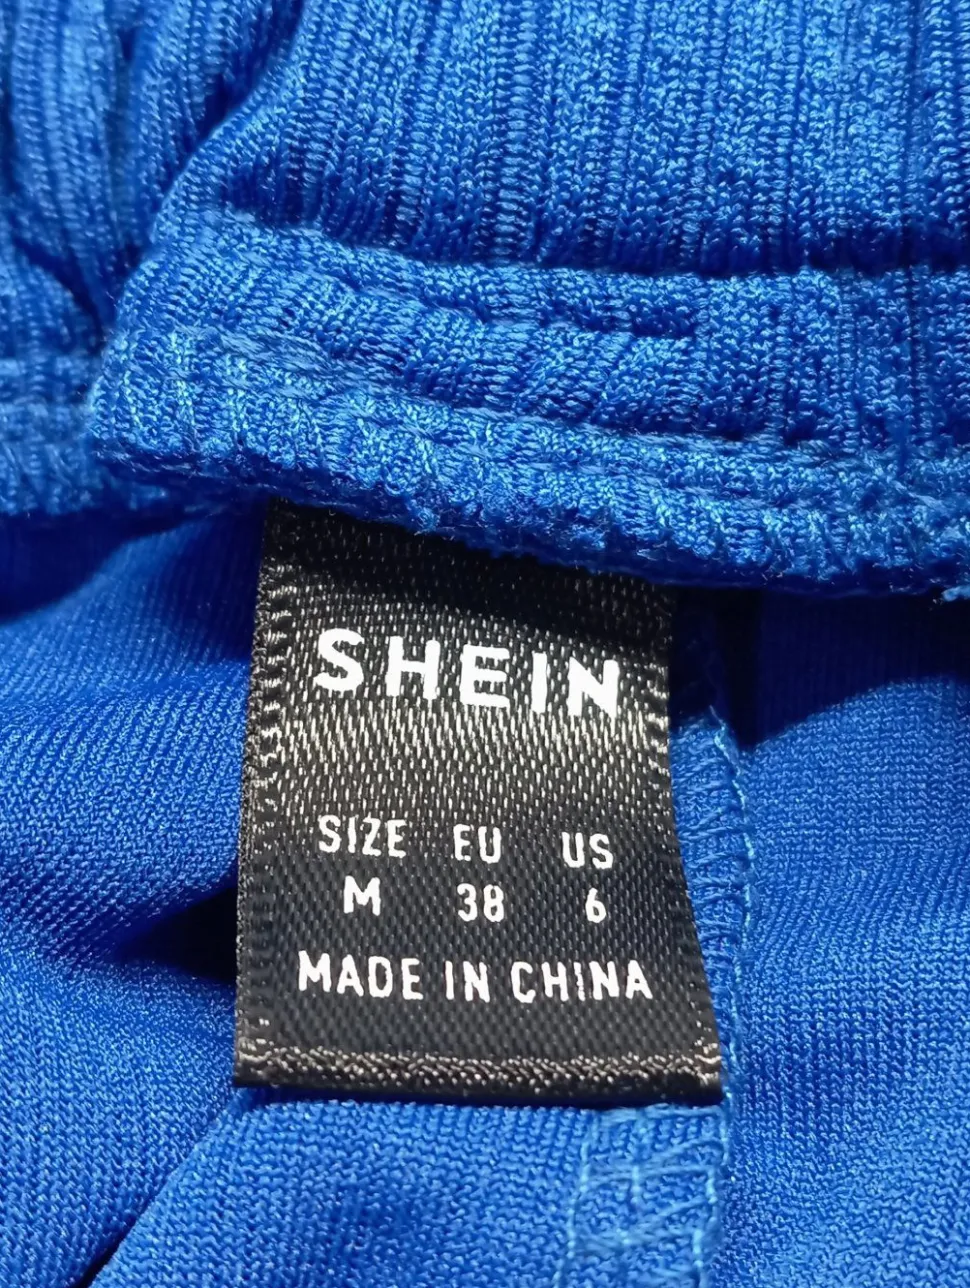 SHEIN
SIZE EU US
M 38 6
MADE IN CHINA